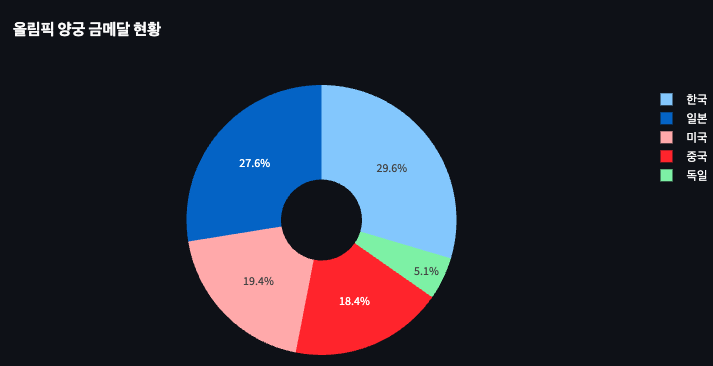 올림픽 양궁 금메달 현황
한국
일본
미국
중국
독일
27.6%
29.6%
5.1%
19.4%
18.4%